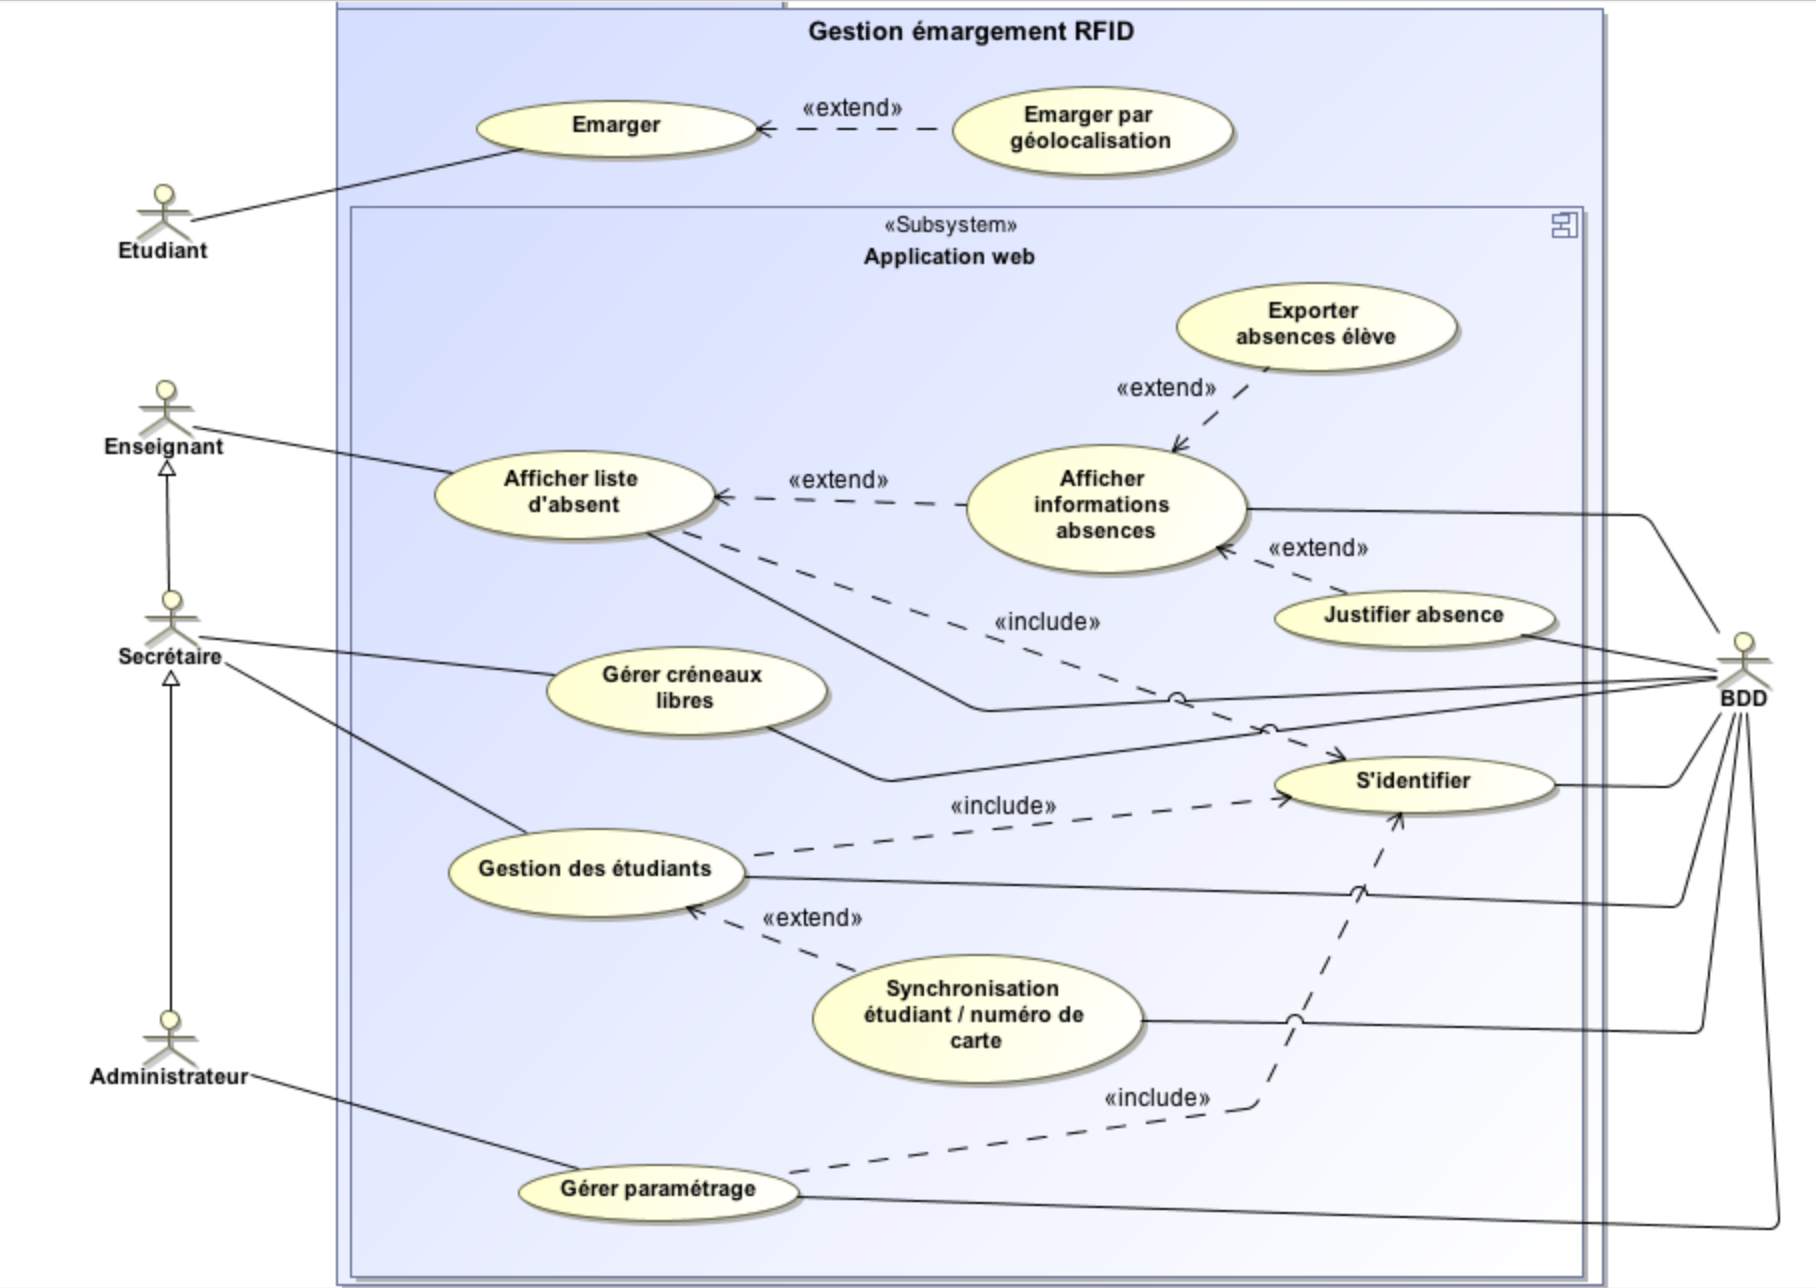 Gestion émargement RFID
Emarger
«extend»
Emarger par
géolocalisation
Etudiant
«Subsystem»
Application web
Exporter
absences élève
«extend»
Enseignant
Afficher liste
d'absent
«extend»
Afficher
informations
absences
«extend»
Justifier absence
«include»
Secrétaire
Gérer créneaux
libres
BDD
S'identifier
«include»
Gestion des étudiants
«extend»
Synchronisation
étudiant / numéro de
carte
Administrateur
«include»
Gérer paramétrage